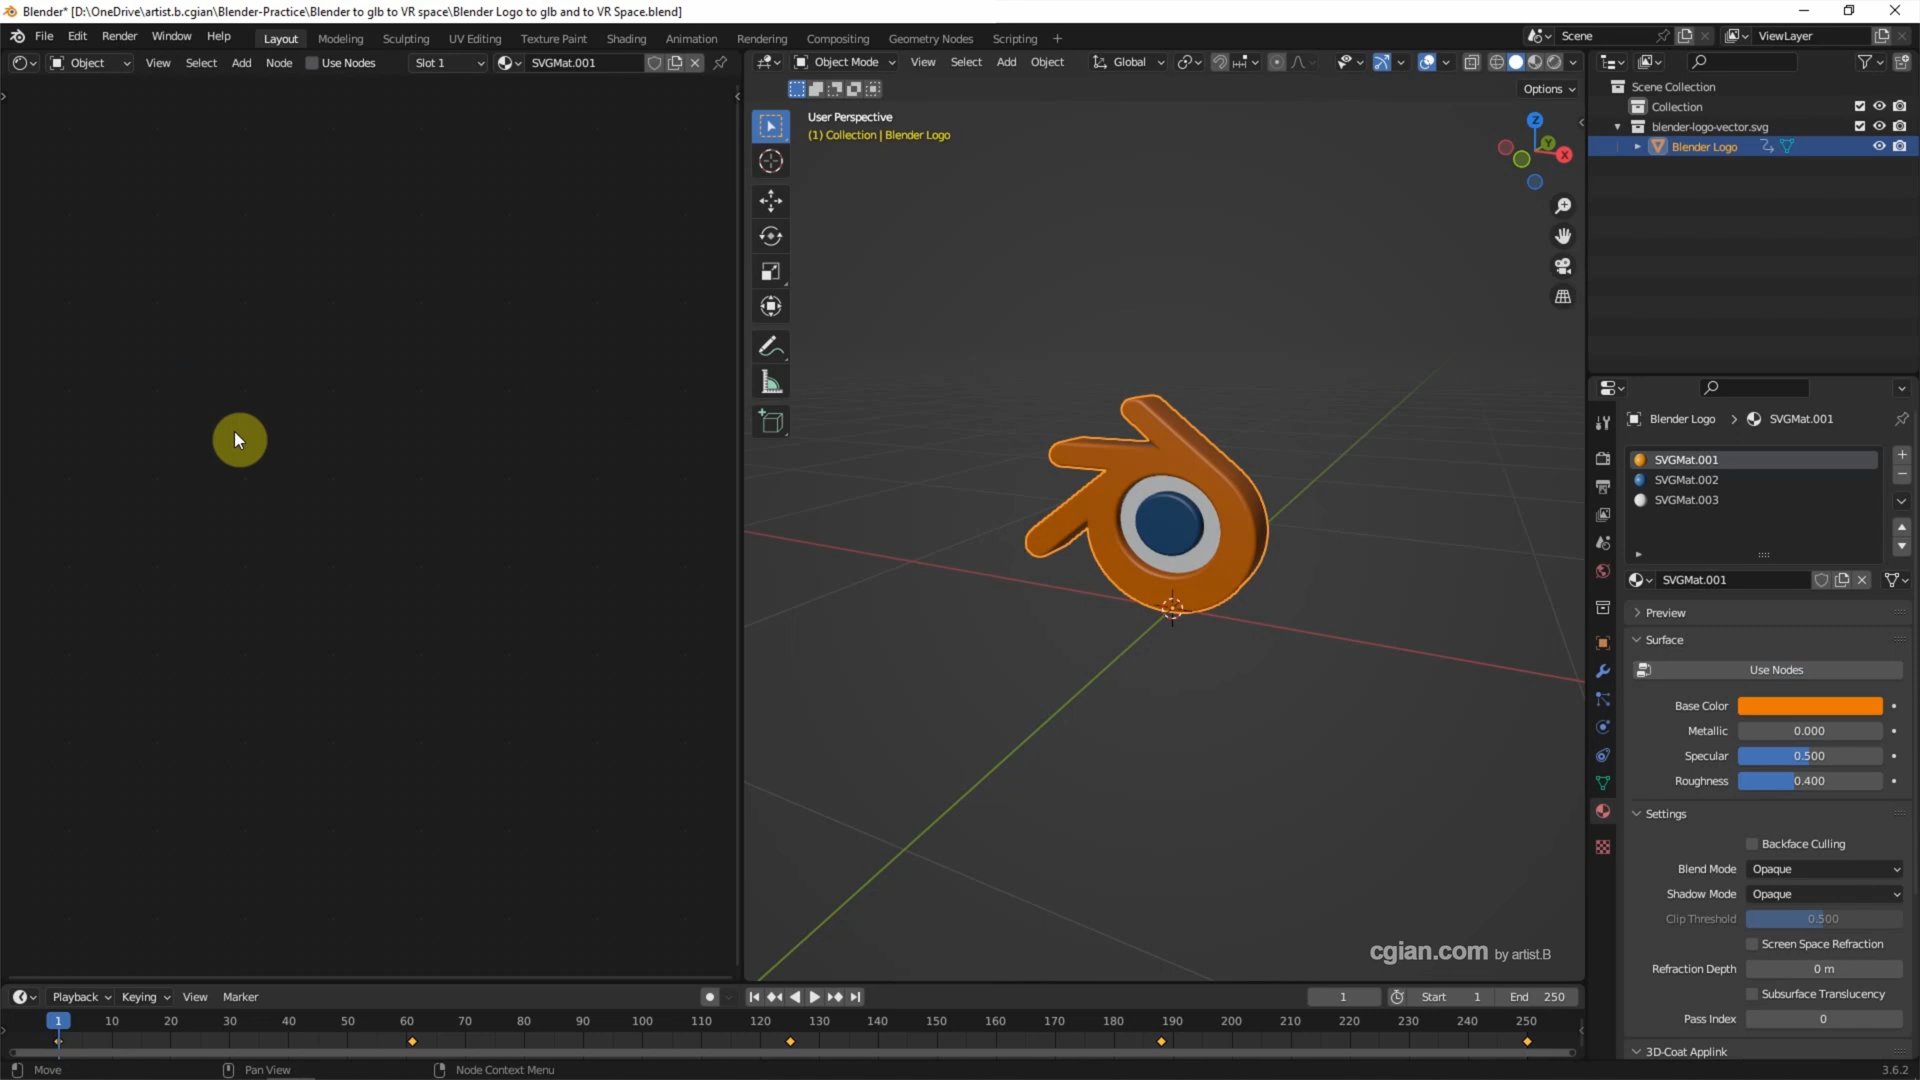 Blender* [D:\OneDrive\artist.b.cgian\Blender-Practice\Blender to glb to VR space\Blender Logo to glb and to VR Space.blend]
File Edit Render Window Help Layout Modeling Sculpting UV Editing Texture Paint Shading Animation Rendering Compositing Geometry Nodes Scripting + Scene ViewLayer
Object View Select Add Node Use Nodes Slot 1 SVGMat.001 Object Mode View Select Add Object Global
Options
User Perspective
(1) Collection | Blender Logo
Z
Y
X
Scene Collection
Collection
blender-logo-vector.svg
Blender Logo
Blender Logo > SVGMat.001
SVGMat.001
SVGMat.002
SVGMat.003
SVGMat.001
Preview
Surface
Use Nodes
Base Color
Metallic 0.000
Specular 0.500
Roughness 0.400
Settings
Backface Culling
Blend Mode Opaque
Shadow Mode Opaque
Clip Threshold 0.500
Screen Space Refraction
Refraction Depth 0 m
Subsurface Translucency
Pass Index 0
3D-Coat Applink
cgian.com by artist.B
Playback Keying View Marker 1 Start 1 End 250
1 10 20 30 40 50 60 70 80 90 100 110 120 130 140 150 160 170 180 190 200 210 220 230 240 250
Move Pan View Node Context Menu 3.6.2